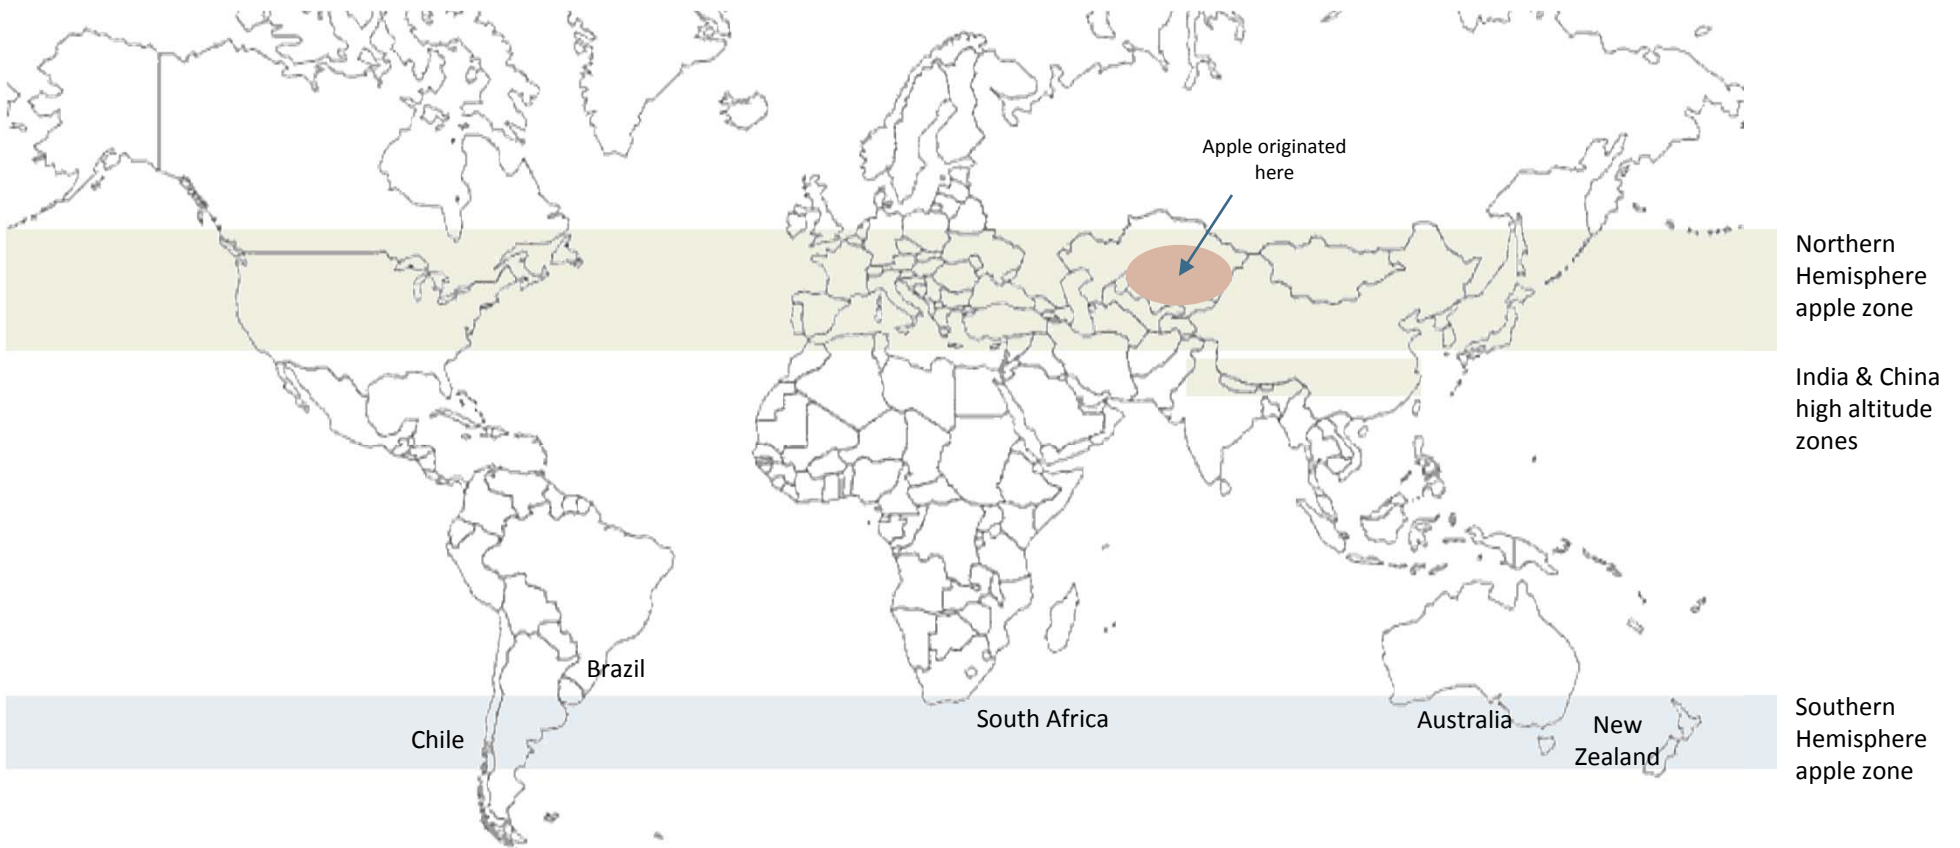 Apple originated
here
Northern
Hemisphere
apple zone
India & China
high altitude
zones
Brazil
Chile
South Africa
Australia
New
Zealand
Southern
Hemisphere
apple zone